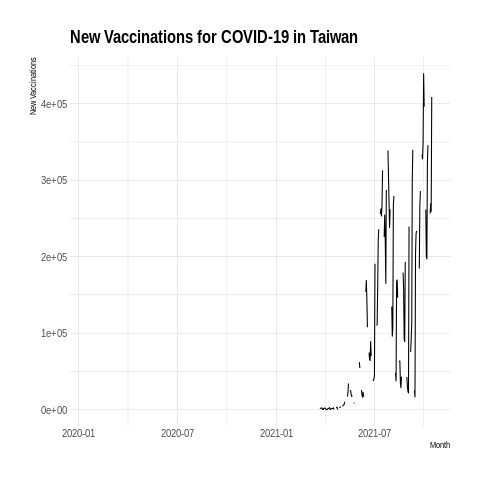 New Vaccinations for COVID-19 in Taiwan
New Vaccinations
4e+05
3e+05
2e+05
1e+05
0e+00
2020-01 2020-07 2021-01 2021-07
Month